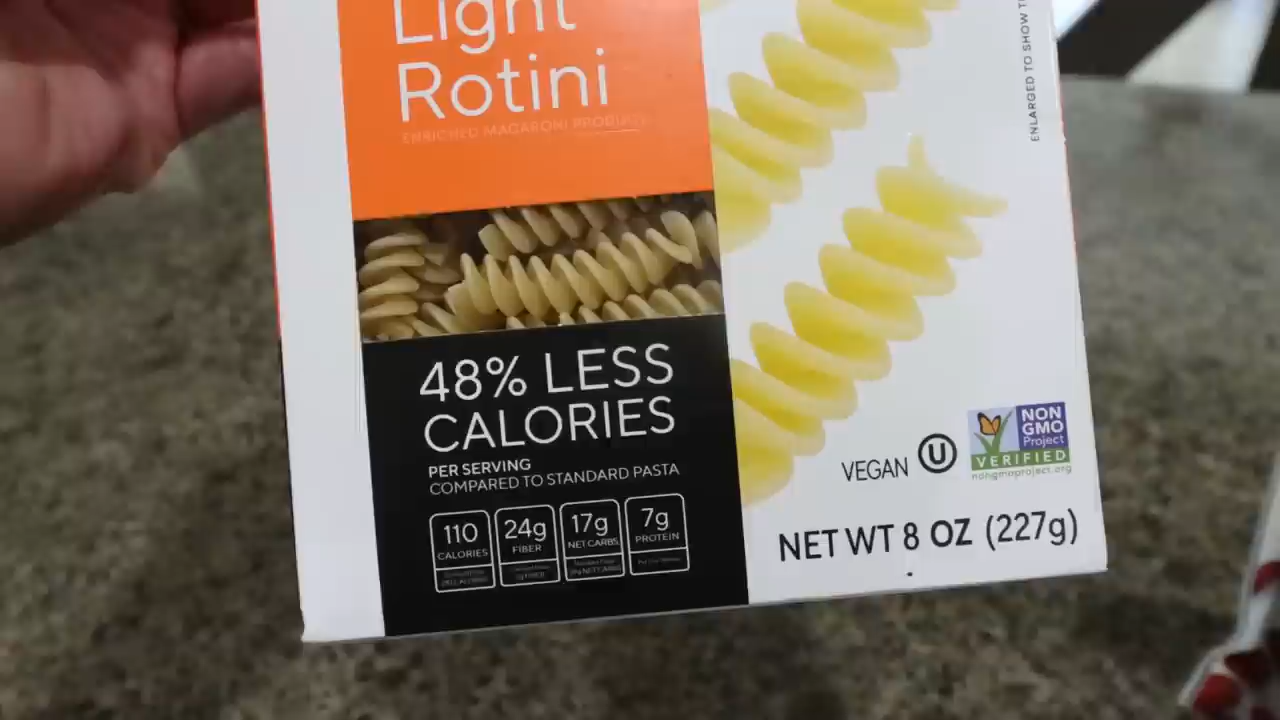 Light
Rotini
ENRICHED MACARONI PRODUCT
ENLARGED TO SHOW
48% LESS
CALORIES
PER SERVING
COMPARED TO STANDARD PASTA
110
CALORIES
24g
FIBER
17g
NET CARBS
7g
PROTEIN
VEGAN
U
NON
GMO
Project
VERIFIED
nongmoproject.org
NET WT 8 OZ (227g)